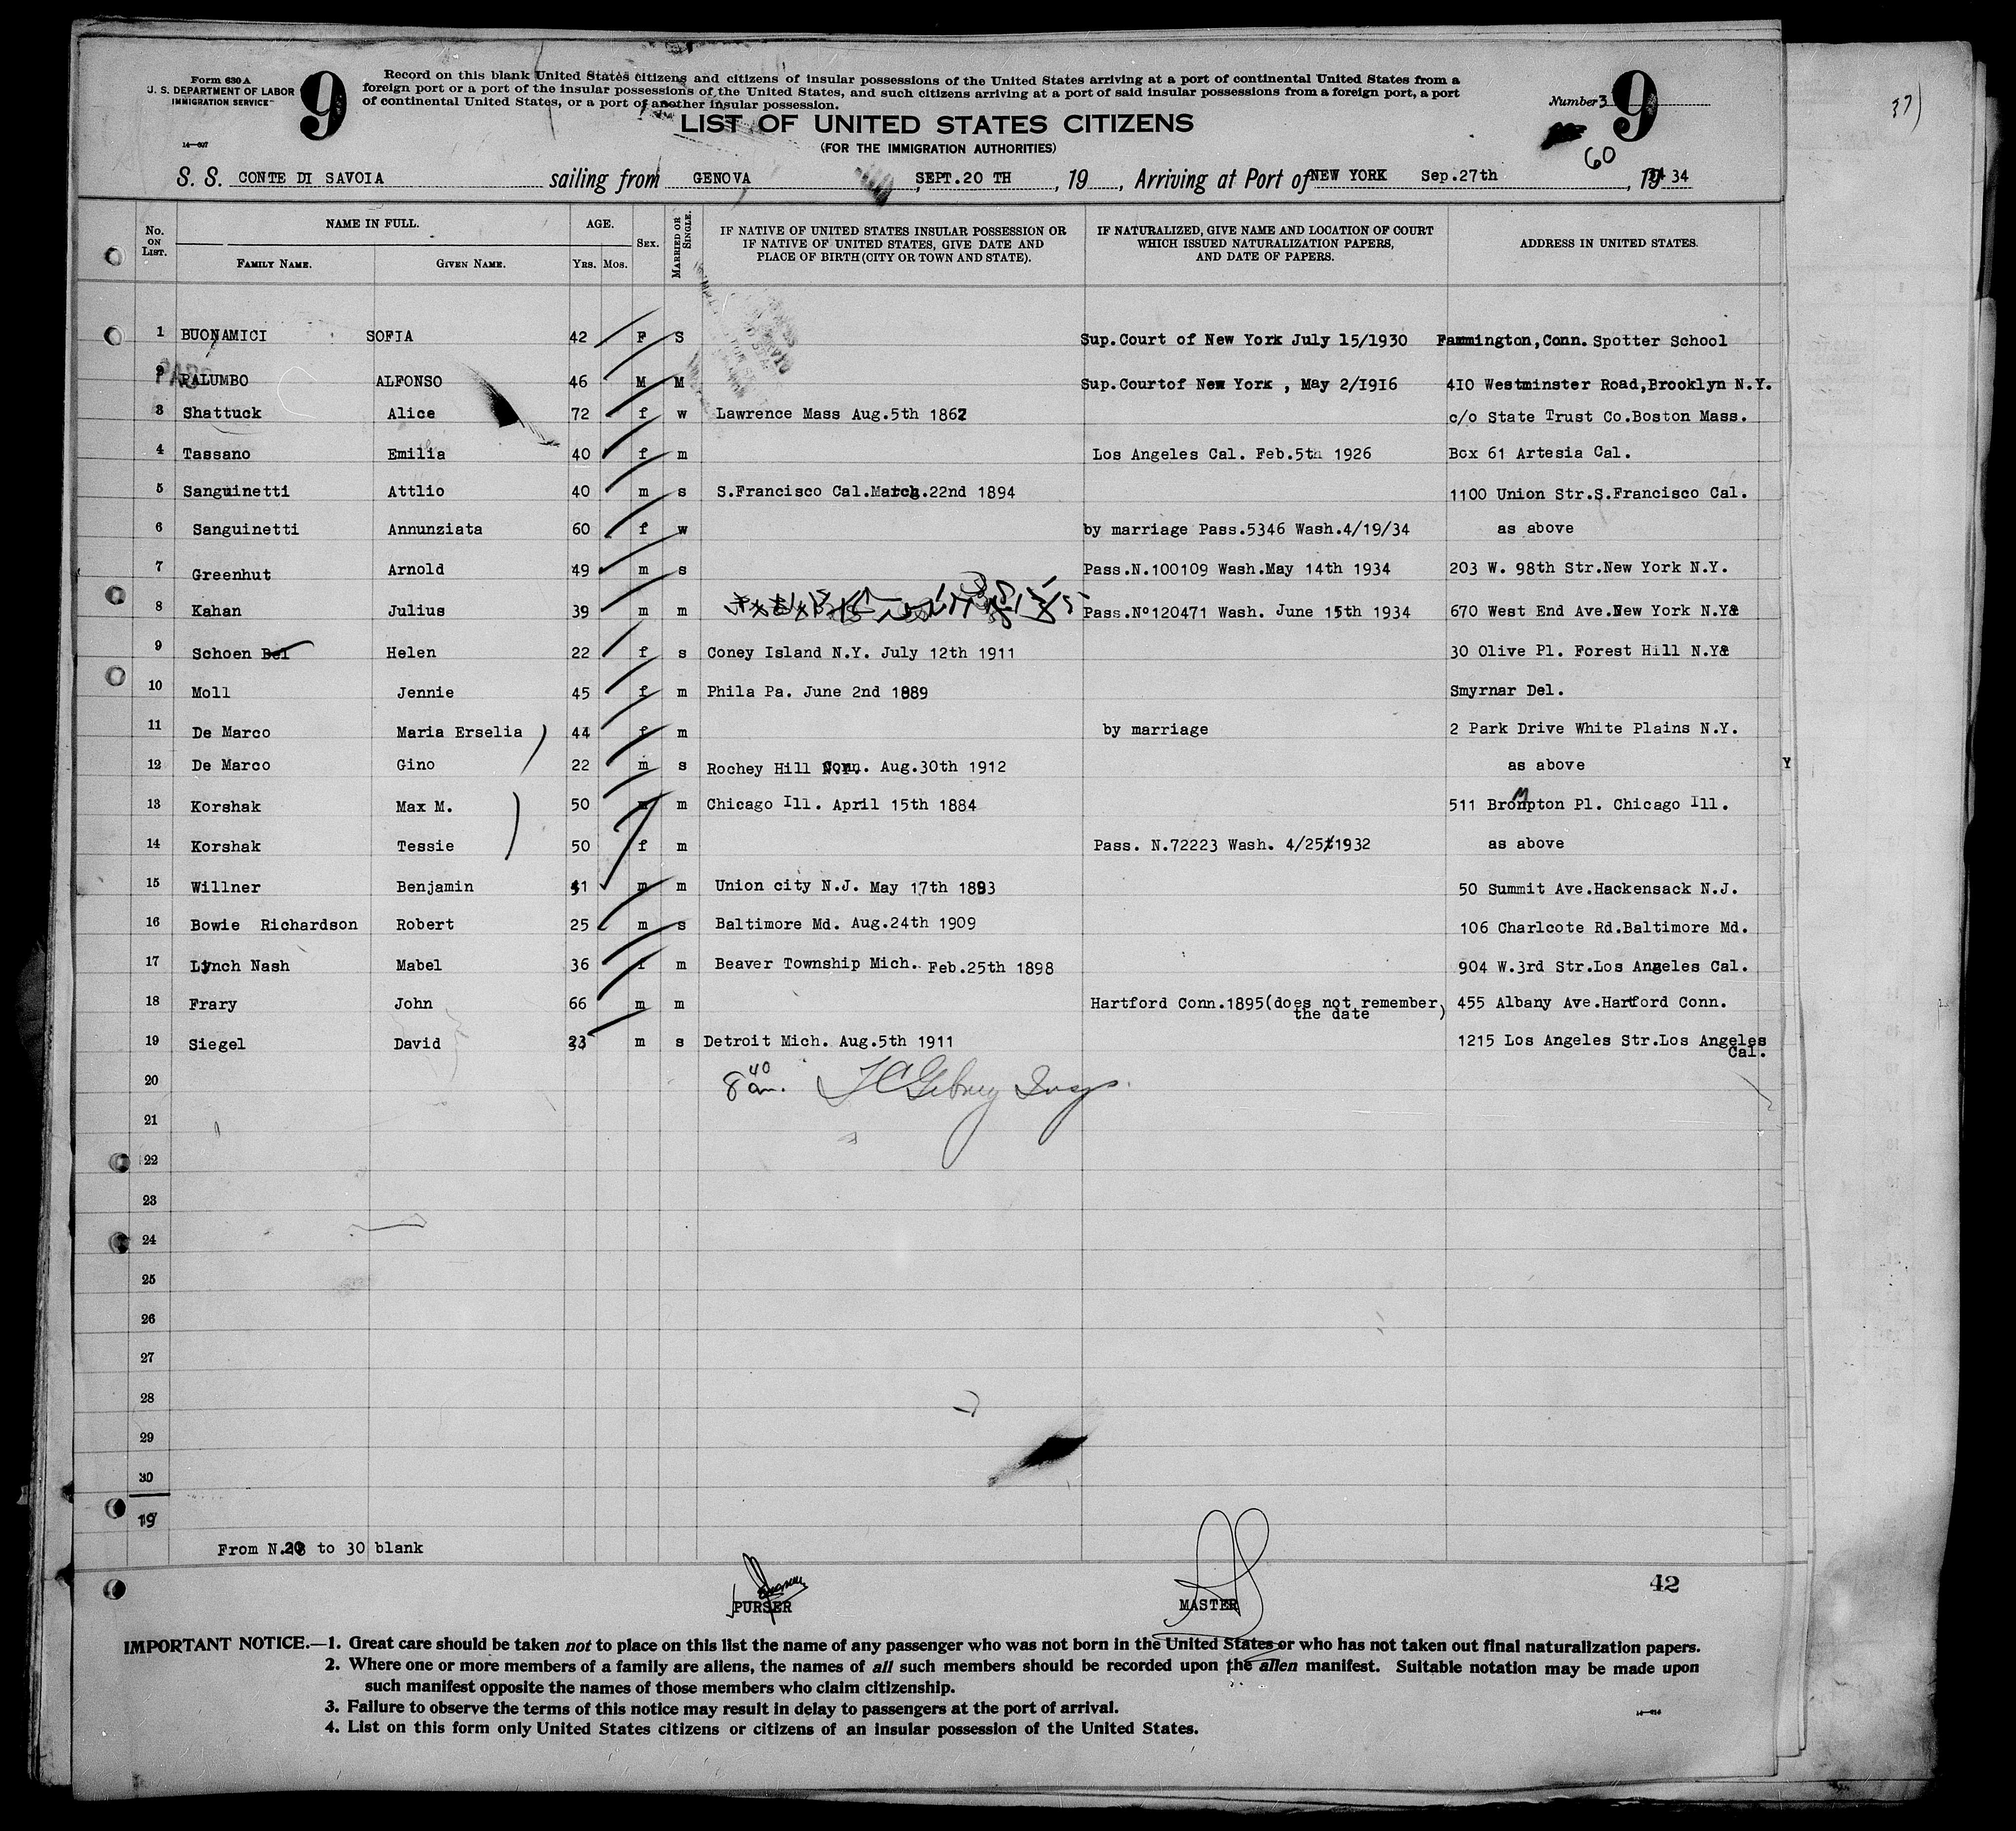 Form 630 A
U. S. DEPARTMENT OF LABOR
IMMIGRATION SERVICE
14—607
9
Record on this blank United States citizens and citizens of insular possessions of the United States arriving at a port of continental United States from a
foreign port or a port of the insular possessions of the United States, and such citizens arriving at a port of said insular possessions from a foreign port, a port
of continental United States, or a port of another insular possession.
Number 3
9
60
37)
LIST OF UNITED STATES CITIZENS
(FOR THE IMMIGRATION AUTHORITIES)
S. S. CONTE DI SAVOIA sailing from GENOVA, SEPT.20 TH, 19, Arriving at Port of NEW YORK Sep.27th, 19 34
No. ON LIST. NAME IN FULL. FAMILY NAME. GIVEN NAME. AGE. YRS. MOS. SEX. MARRIED OR SINGLE. IF NATIVE OF UNITED STATES INSULAR POSSESSION OR IF NATIVE OF UNITED STATES, GIVE DATE AND PLACE OF BIRTH (CITY OR TOWN AND STATE). IF NATURALIZED, GIVE NAME AND LOCATION OF COURT WHICH ISSUED NATURALIZATION PAPERS, AND DATE OF PAPERS. ADDRESS IN UNITED STATES.
1 BUONAMICI SOFIA 42 F S Sup.Court of New York July 15/1930 Farmington,Conn. Spotter School
2 PALUMBO ALFONSO 46 M M Sup.Courtof New York , May 2/1916 410 Westminster Road,Brooklyn N.Y.
3 Shattuck Alice 72 f w Lawrence Mass Aug.5th 1862 c/o State Trust Co.Boston Mass.
4 Tassano Emilia 40 f m Los Angeles Cal. Feb.5th 1926 Box 61 Artesia Cal.
5 Sanguinetti Attlio 40 m s S.Francisco Cal.March.22nd 1894 1100 Union Str.S.Francisco Cal.
6 Sanguinetti Annunziata 60 f w by marriage Pass.5346 Wash.4/19/34 as above
7 Greenhut Arnold 49 m s Pass.N.100109 Wash.May 14th 1934 203 W. 98th Str.New York N.Y.
8 Kahan Julius 39 m m Pass.Nº120471 Wash. June 15th 1934 670 West End Ave.New York N.Y&
9 Schoen Bel Helen 22 f s Coney Island N.Y. July 12th 1911 30 Olive Pl. Forest Hill N.Y&
10 Moll Jennie 45 f m Phila Pa. June 2nd 1889 Smyrnar Del.
11 De Marco Maria Erselia ) 44 f m by marriage 2 Park Drive White Plains N.Y.
12 De Marco Gino 22 m s Rochey Hill Conn. Aug.30th 1912 as above Y
13 Korshak Max M. ) 50 m m Chicago Ill. April 15th 1884 511 Brompton Pl. Chicago Ill.
14 Korshak Tessie 50 f m Pass. N.72223 Wash. 4/25/1932 as above
15 Willner Benjamin 41 m m Union city N.J. May 17th 1893 50 Summit Ave.Hackensack N.J.
16 Bowie Richardson Robert 25 m s Baltimore Md. Aug.24th 1909 106 Charlcote Rd.Baltimore Md.
17 Lynch Nash Mabel 36 f m Beaver Township Mich. Feb.25th 1898 904 W.3rd Str.Los Angeles Cal.
18 Frary John 66 m m Hartford Conn.1895(does not remember the date) 455 Albany Ave.Hartford Conn.
19 Siegel David 23 m s Detroit Mich. Aug.5th 1911 1215 Los Angeles Str.Los Angeles Cal.
20 8 40 am. Insp.
21
22
23
24
25
26
27
28
29
30
19
From N.20 to 30 blank
PURSER
MASTER
42
IMPORTANT NOTICE.—1. Great care should be taken not to place on this list the name of any passenger who was not born in the United States or who has not taken out final naturalization papers.
2. Where one or more members of a family are aliens, the names of all such members should be recorded upon the alien manifest. Suitable notation may be made upon
such manifest opposite the names of those members who claim citizenship.
3. Failure to observe the terms of this notice may result in delay to passengers at the port of arrival.
4. List on this form only United States citizens or citizens of an insular possession of the United States.